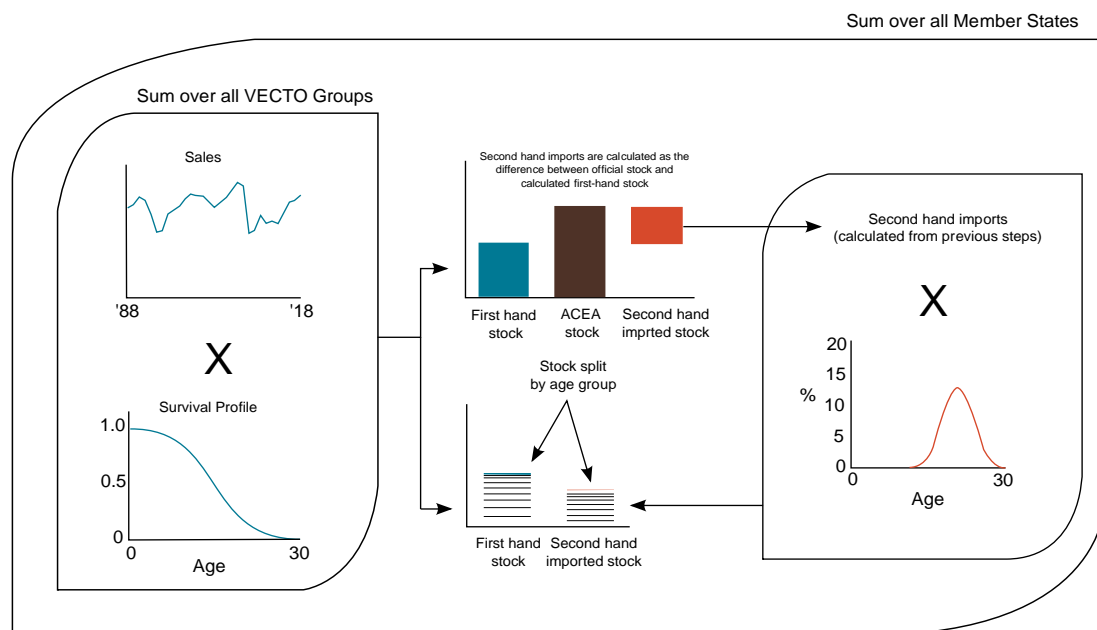 Sum over all Member States
Sum over all VECTO Groups
Sales
'88
'18
X
Survival Profile
1.0
0.5
0
0
30
Age
Second hand imports are calculated as the
difference between official stock and
calculated first-hand stock
First hand
stock
ACEA
stock
Second hand
imprted stock
Stock split
by age group
First hand
stock
Second hand
imported stock
Second hand imports
(calculated from previous steps)
X
20
15
%
10
5
0
0
30
Age